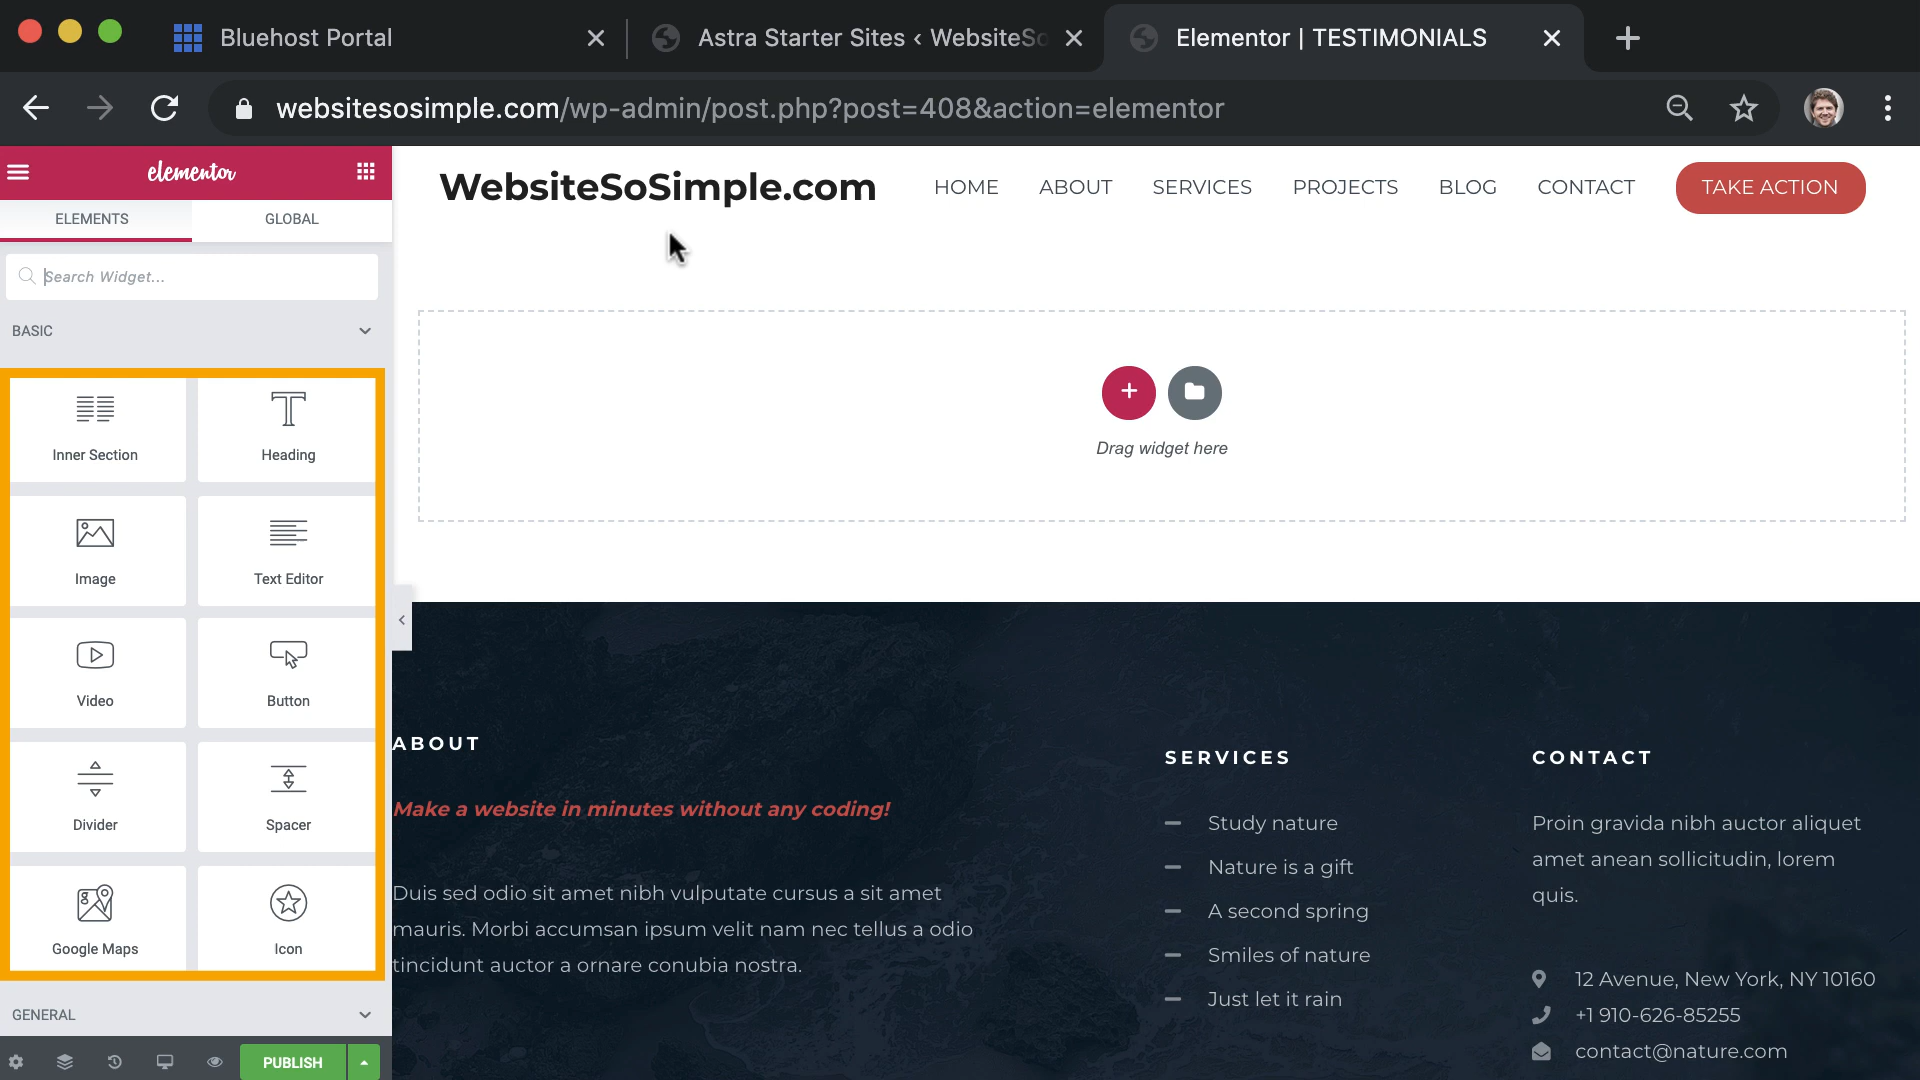 Bluehost Portal
Astra Starter Sites ‹ WebsiteSo
Elementor | TESTIMONIALS
websitesosimple.com/wp-admin/post.php?post=408&action=elementor
elementor
ELEMENTS
GLOBAL
Search Widget...
BASIC
Inner Section
Heading
Image
Text Editor
Video
Button
Divider
Spacer
Google Maps
Icon
GENERAL
PUBLISH
WebsiteSoSimple.com
HOME
ABOUT
SERVICES
PROJECTS
BLOG
CONTACT
TAKE ACTION
Drag widget here
ABOUT
Make a website in minutes without any coding!
Duis sed odio sit amet nibh vulputate cursus a sit amet
mauris. Morbi accumsan ipsum velit nam nec tellus a odio
tincidunt auctor a ornare conubia nostra.
SERVICES
Study nature
Nature is a gift
A second spring
Smiles of nature
Just let it rain
CONTACT
Proin gravida nibh auctor aliquet
amet anean sollicitudin, lorem
quis.
12 Avenue, New York, NY 10160
+1 910-626-85255
contact@nature.com